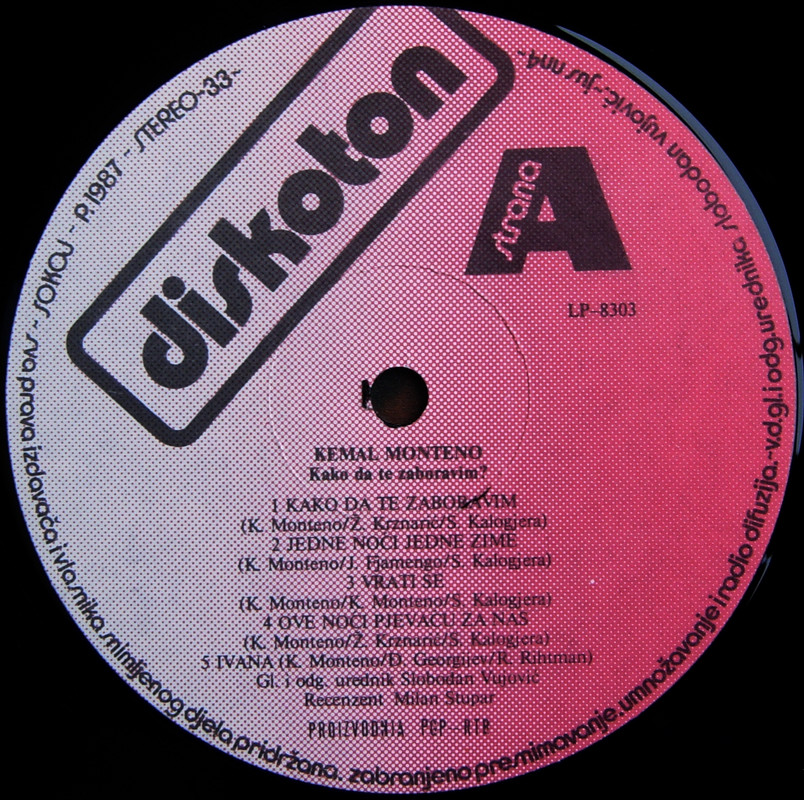 diskoton
strana
A
LP-8303
KEMAL MONTENO
Kako da te zaboravim?
1 KAKO DA TE ZABORAVIM
(K. Monteno/Ž. Krznarić/S. Kalogjera)
2 JEDNE NOĆI JEDNE ZIME
(K. Monteno/J. Fjamengo/S. Kalogjera)
3 VRATI SE
(K. Monteno/K. Monteno/S. Kalogjera)
4 OVE NOĆI PJEVAĆU ZA NAS
(K. Monteno/Ž. Krznarić/S. Kalogjera)
5 IVANA (K. Monteno/D. Georgijev/R. Rihtman)
Gl. i odg. urednik Slobodan Vujović
Recenzent Milan Stupar
PROIZVODNJA PGP-RTB
SOKOJ - P.1987 - STEREO-33-
sva prava izdavača i vlasnika snimljenog djela pridržana. zabranjeno presnimavanje. umnožavanje i radio difuzija.-v.d.gl. i odg. urednik: slobodan vujović.-jus nn4-